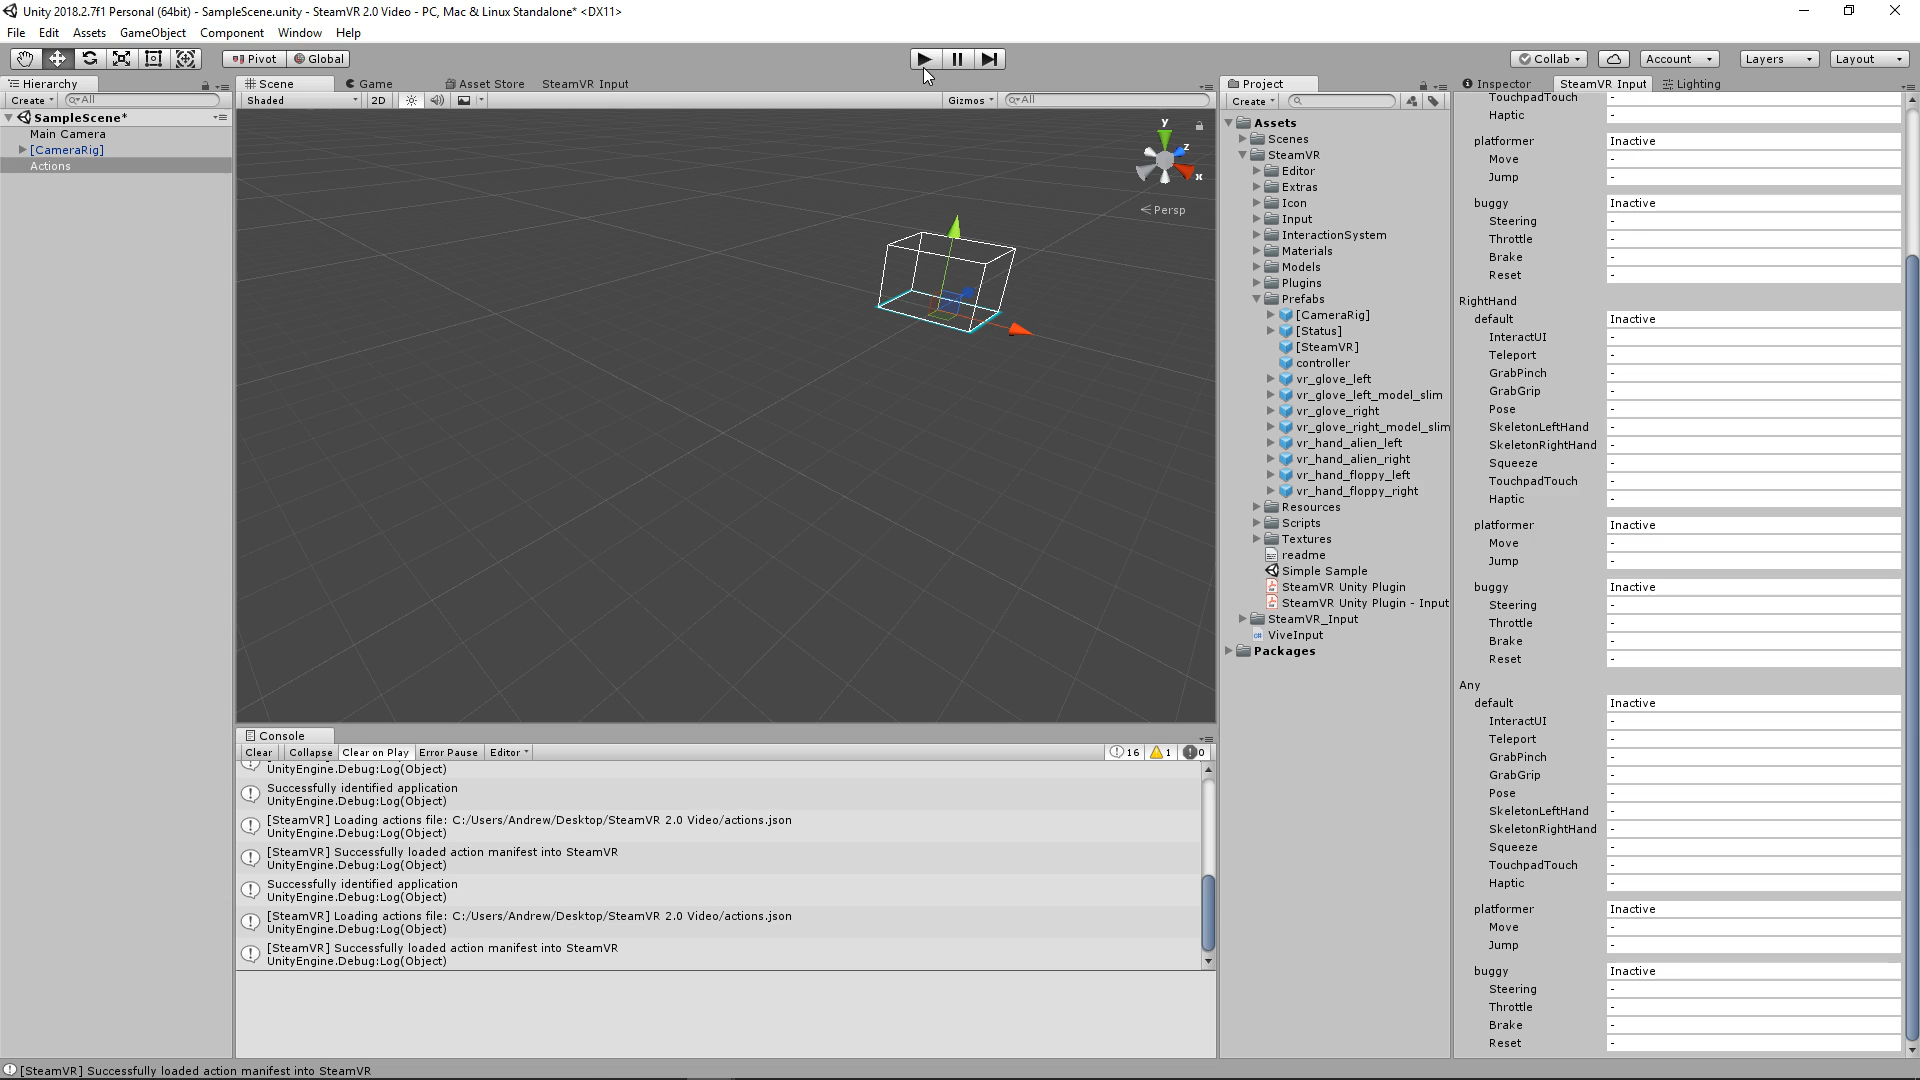 Unity 2018.2.7f1 Personal (64bit) - SampleScene.unity - SteamVR 2.0 Video - PC, Mac & Linux Standalone* <DX11>
File Edit Assets GameObject Component Window Help
Pivot Global
Collab Account Layers Layout
Hierarchy
Create All
SampleScene*
Main Camera
[CameraRig]
Actions
Scene Game Asset Store SteamVR Input
Shaded 2D Gizmos All
y
z
x
Persp
Console
Clear Collapse Clear on Play Error Pause Editor 16 1 0
UnityEngine.Debug:Log(Object)
Successfully identified application
UnityEngine.Debug:Log(Object)
[SteamVR] Loading actions file: C:/Users/Andrew/Desktop/SteamVR 2.0 Video/actions.json
UnityEngine.Debug:Log(Object)
[SteamVR] Successfully loaded action manifest into SteamVR
UnityEngine.Debug:Log(Object)
Successfully identified application
UnityEngine.Debug:Log(Object)
[SteamVR] Loading actions file: C:/Users/Andrew/Desktop/SteamVR 2.0 Video/actions.json
UnityEngine.Debug:Log(Object)
[SteamVR] Successfully loaded action manifest into SteamVR
UnityEngine.Debug:Log(Object)
Project
Create
Assets
Scenes
SteamVR
Editor
Extras
Icon
Input
InteractionSystem
Materials
Models
Plugins
Prefabs
[CameraRig]
[Status]
[SteamVR]
controller
vr_glove_left
vr_glove_left_model_slim
vr_glove_right
vr_glove_right_model_slim
vr_hand_alien_left
vr_hand_alien_right
vr_hand_floppy_left
vr_hand_floppy_right
Resources
Scripts
Textures
readme
Simple Sample
SteamVR Unity Plugin
SteamVR Unity Plugin - Input
SteamVR_Input
ViveInput
Packages
Inspector SteamVR Input Lighting
TouchpadTouch -
Haptic -
platformer Inactive
Move -
Jump -
buggy Inactive
Steering -
Throttle -
Brake -
Reset -
RightHand
default Inactive
InteractUI -
Teleport -
GrabPinch -
GrabGrip -
Pose -
SkeletonLeftHand -
SkeletonRightHand -
Squeeze -
TouchpadTouch -
Haptic -
platformer Inactive
Move -
Jump -
buggy Inactive
Steering -
Throttle -
Brake -
Reset -
Any
default Inactive
InteractUI -
Teleport -
GrabPinch -
GrabGrip -
Pose -
SkeletonLeftHand -
SkeletonRightHand -
Squeeze -
TouchpadTouch -
Haptic -
platformer Inactive
Move -
Jump -
buggy Inactive
Steering -
Throttle -
Brake -
Reset -
[SteamVR] Successfully loaded action manifest into SteamVR